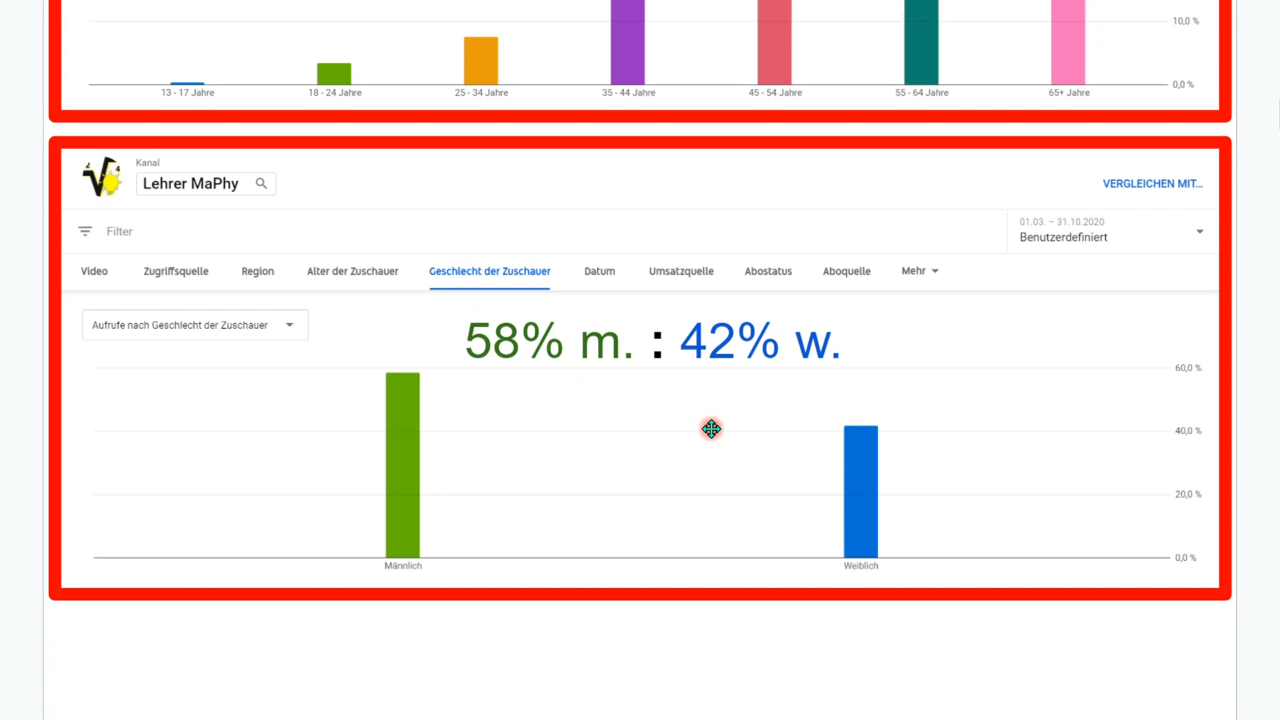 10,0 %
0,0 %
13 - 17 Jahre 18 - 24 Jahre 25 - 34 Jahre 35 - 44 Jahre 45 - 54 Jahre 55 - 64 Jahre 65+ Jahre
Kanal
Lehrer MaPhy
VERGLEICHEN MIT...
Filter
01.03. – 31.10.2020
Benutzerdefiniert
Video Zugriffsquelle Region Alter der Zuschauer Geschlecht der Zuschauer Datum Umsatzquelle Abostatus Aboquelle Mehr
Aufrufe nach Geschlecht der Zuschauer
58% m. : 42% w.
60,0 %
40,0 %
20,0 %
0,0 %
Männlich Weiblich